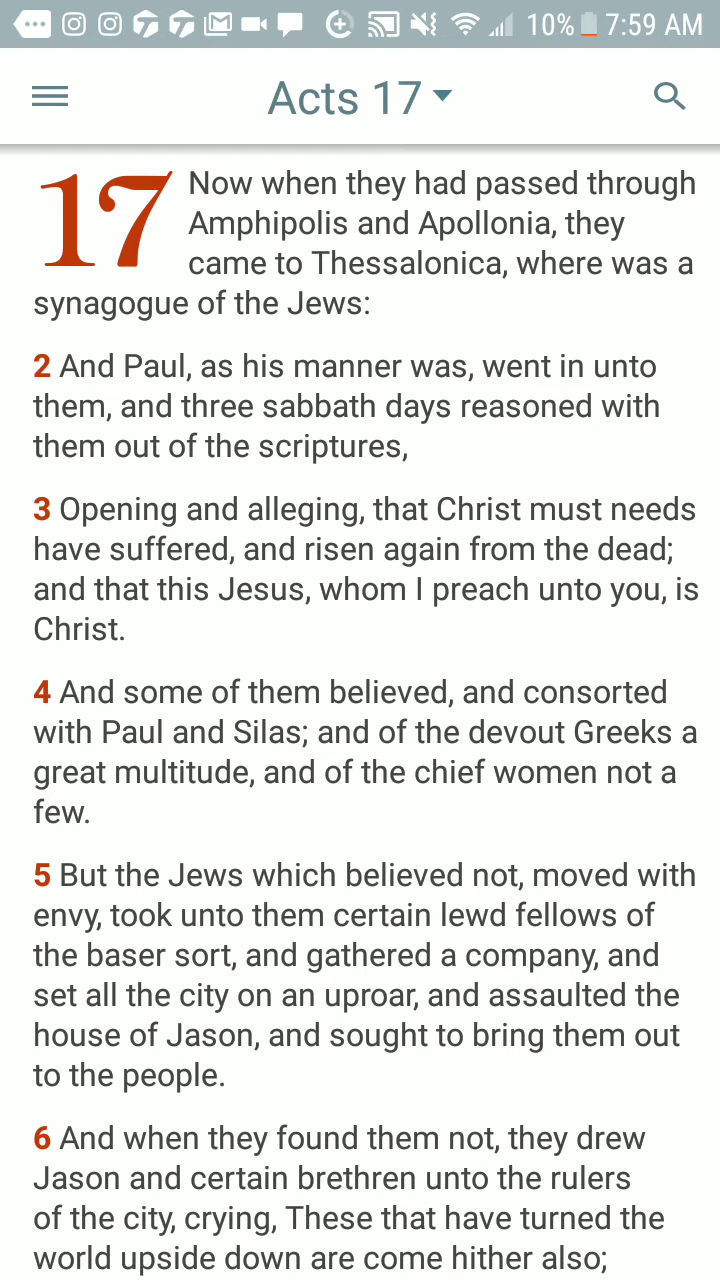 10% 7:59 AM
Acts 17
17 Now when they had passed through
Amphipolis and Apollonia, they
came to Thessalonica, where was a
synagogue of the Jews:
2 And Paul, as his manner was, went in unto
them, and three sabbath days reasoned with
them out of the scriptures,
3 Opening and alleging, that Christ must needs
have suffered, and risen again from the dead;
and that this Jesus, whom I preach unto you, is
Christ.
4 And some of them believed, and consorted
with Paul and Silas; and of the devout Greeks a
great multitude, and of the chief women not a
few.
5 But the Jews which believed not, moved with
envy, took unto them certain lewd fellows of
the baser sort, and gathered a company, and
set all the city on an uproar, and assaulted the
house of Jason, and sought to bring them out
to the people.
6 And when they found them not, they drew
Jason and certain brethren unto the rulers
of the city, crying, These that have turned the
world upside down are come hither also;